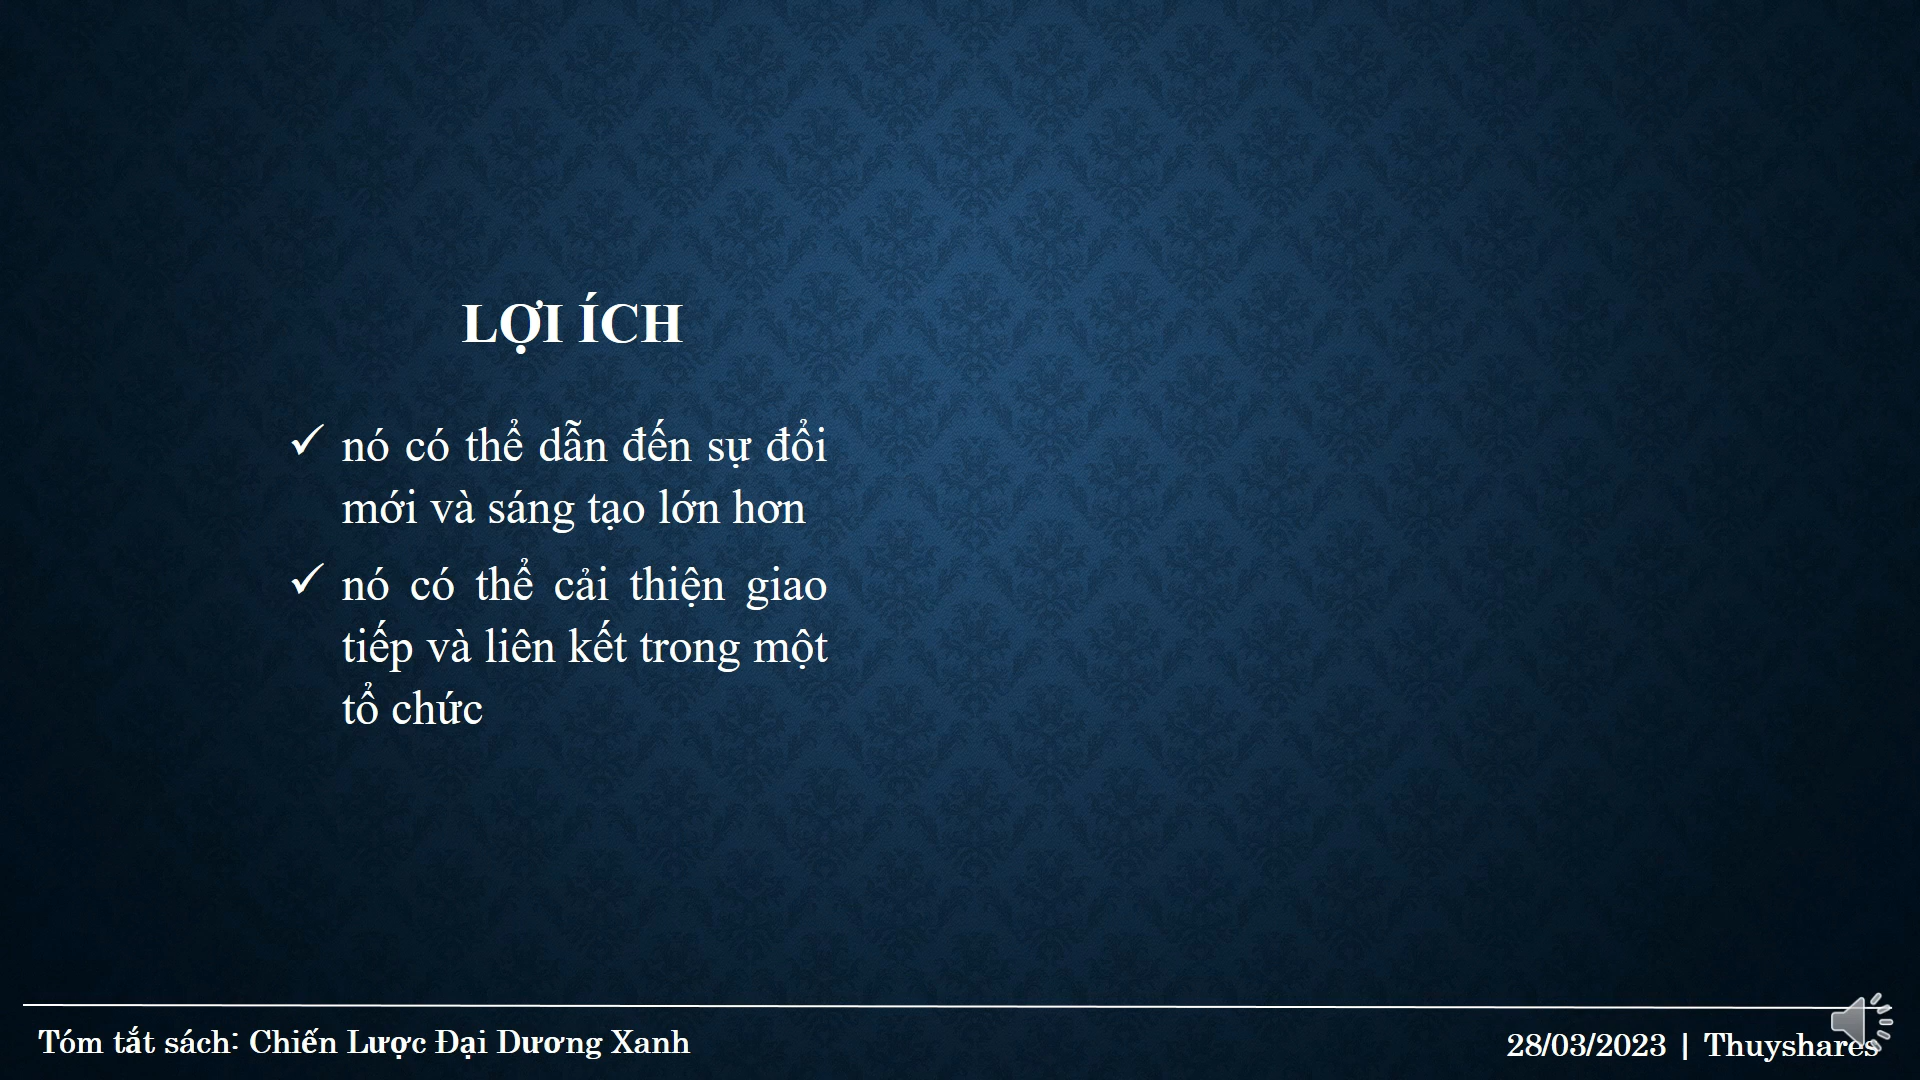 LỢI ÍCH
✓ nó có thể dẫn đến sự đổi
mới và sáng tạo lớn hơn
✓ nó có thể cải thiện giao
tiếp và liên kết trong một
tổ chức
Tóm tắt sách: Chiến Lược Đại Dương Xanh
28/03/2023 | Thuyshares